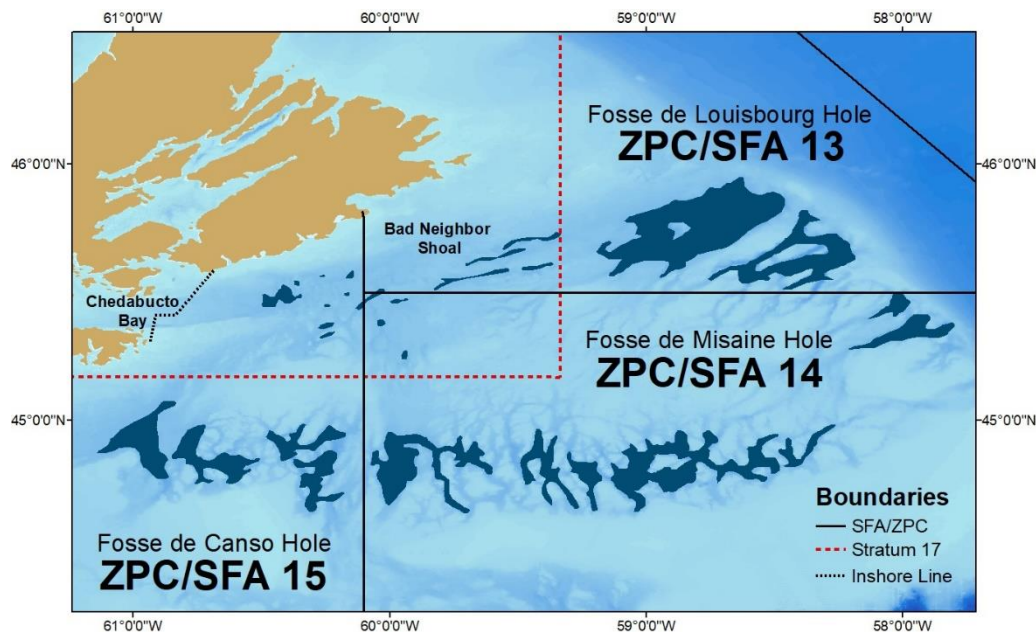 61°0'0"W
60°0'0"W
59°0'0"W
58°0'0"W
Fosse de Louisbourg Hole
ZPC/SFA 13
46°0'0"N
46°0'0"N
Bad Neighbor
Shoal
Chedabucto
Bay
Fosse de Misaine Hole
ZPC/SFA 14
45°0'0"N
45°0'0"N
Boundaries
SFA/ZPC
Stratum 17
Inshore Line
Fosse de Canso Hole
ZPC/SFA 15
61°0'0"W
60°0'0"W
59°0'0"W
58°0'0"W